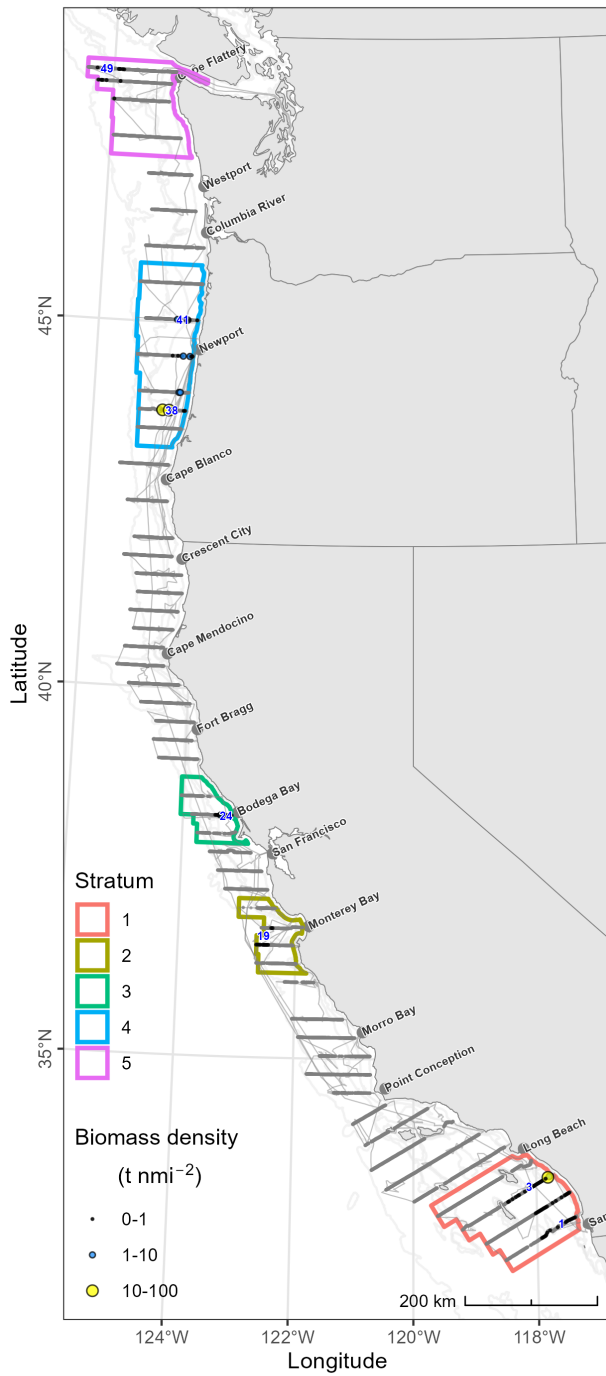 49
pe Flattery
Westport
Columbia River
45°N
41
Newport
38
Cape Blanco
Crescent City
Cape Mendocino
Latitude
40°N
Fort Bragg
Bodega Bay
24
San Francisco
Stratum
1
2
3
4
5
Monterey Bay
19
Morro Bay
35°N
Point Conception
Biomass density
(t nmi⁻²)
0-1
1-10
10-100
Long Beach
3
1
San
200 km
124°W
122°W
120°W
118°W
Longitude